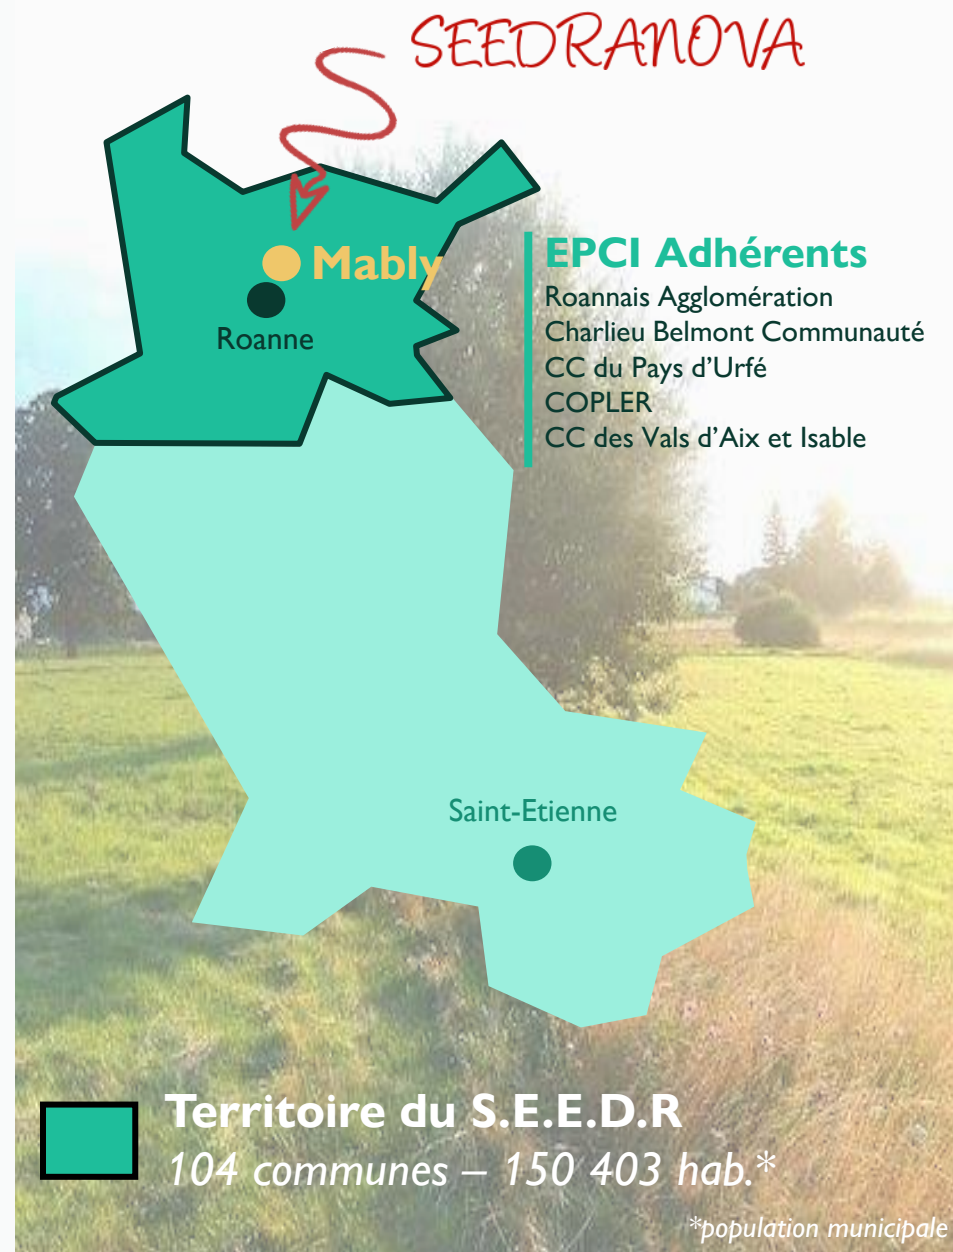 SEEDRANOVA
Mably
Roanne
EPCI Adhérents
Roannais Agglomération
Charlieu Belmont Communauté
CC du Pays d'Urfé
COPLER
CC des Vals d'Aix et Isable
Saint-Etienne
Territoire du S.E.E.D.R
104 communes – 150 403 hab.*
*population municipale